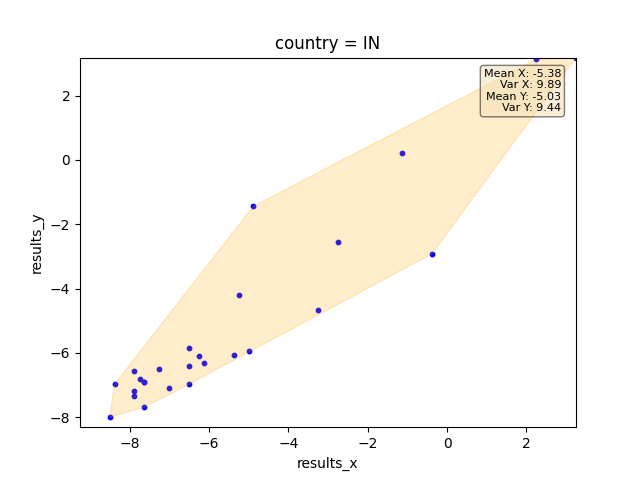 country = IN
Mean X: -5.38
Var X: 9.89
Mean Y: -5.03
Var Y: 9.44
2
0
−2
−4
−6
−8
results_y
−8 −6 −4 −2 0 2
results_x